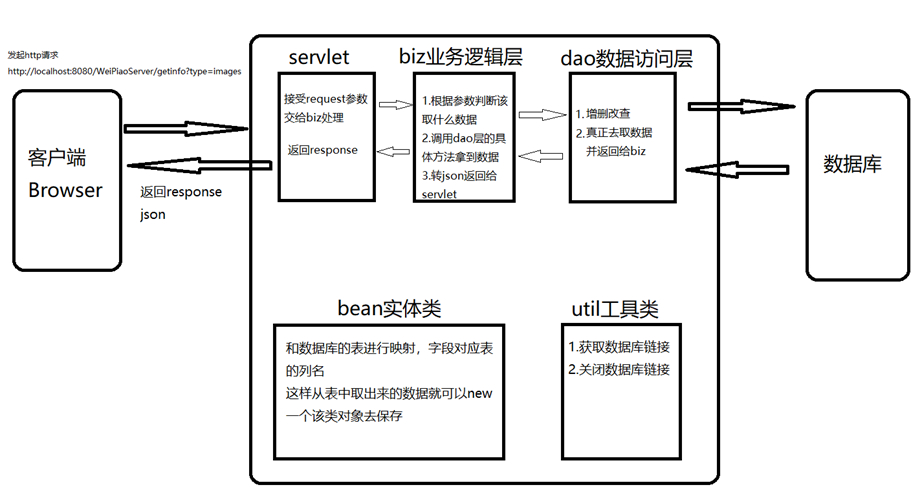 发起http请求
http://localhost:8080/WeiPiaoServer/getinfo?type=images
客户端
Browser
返回response
json
servlet
接受request参数
交给biz处理
返回response
biz业务逻辑层
1.根据参数判断该
取什么数据
2.调用dao层的具
体方法拿到数据
3.转json返回给
servlet
dao数据访问层
1. 增删改查
2. 真正去取数据
并返回给biz
数据库
bean实体类
和数据库的表进行映射，字段对应表
的列名
这样从表中取出来的数据就可以new
一个该类对象去保存
util工具类
1.获取数据库链接
2.关闭数据库链接